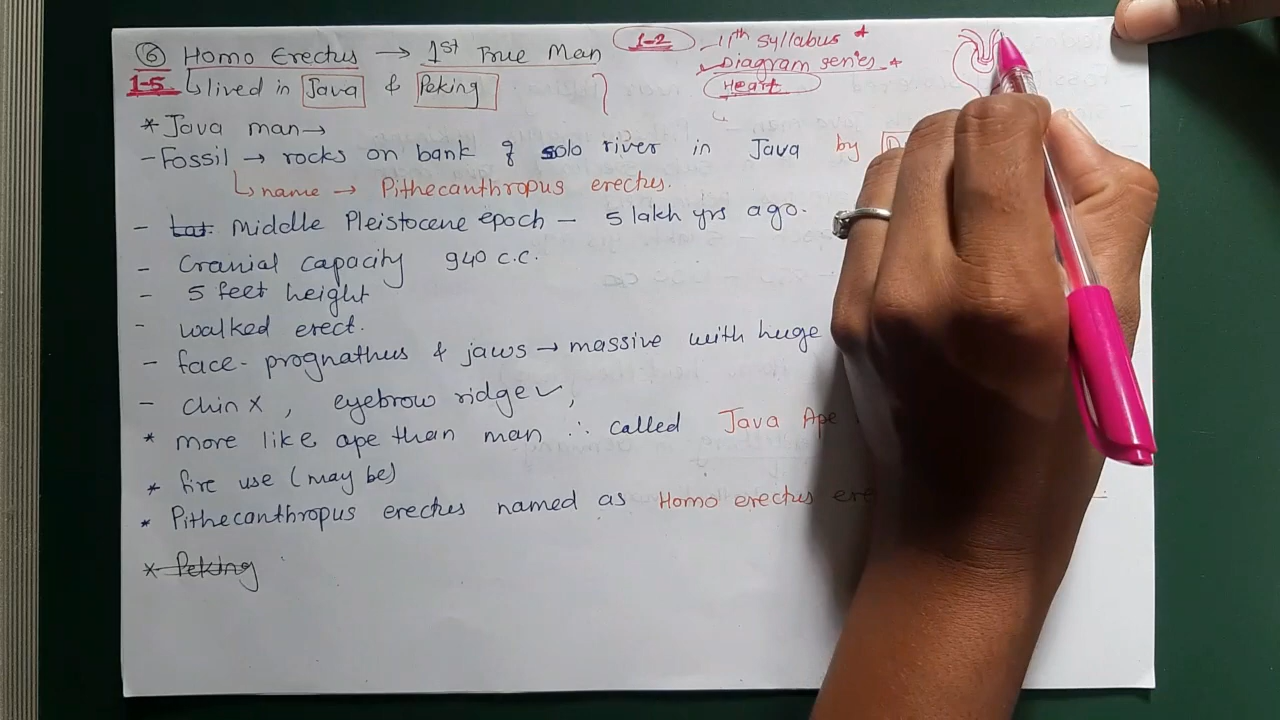 ⑥ Homo Erectus → 1st True Man
1-2
11th syllabus *
* Diagram series *
Heart
1-5
↳ lived in Java & Peking
* Java man →
- Fossil → rocks on bank of solo river in Java by
↳ name → Pithecanthropus erectus.
- Middle Pleistocene epoch - 5 lakh yrs ago.
- Cranial capacity 940 c.c.
- 5 feet height
- walked erect.
- face - prognathus & jaws → massive with huge
- chin X, eyebrow ridge ✓,
* more like ape than man ∴ called Java Ape
* fire use (may be)
* Pithecanthropus erectus named as Homo erectus ere
* Peking